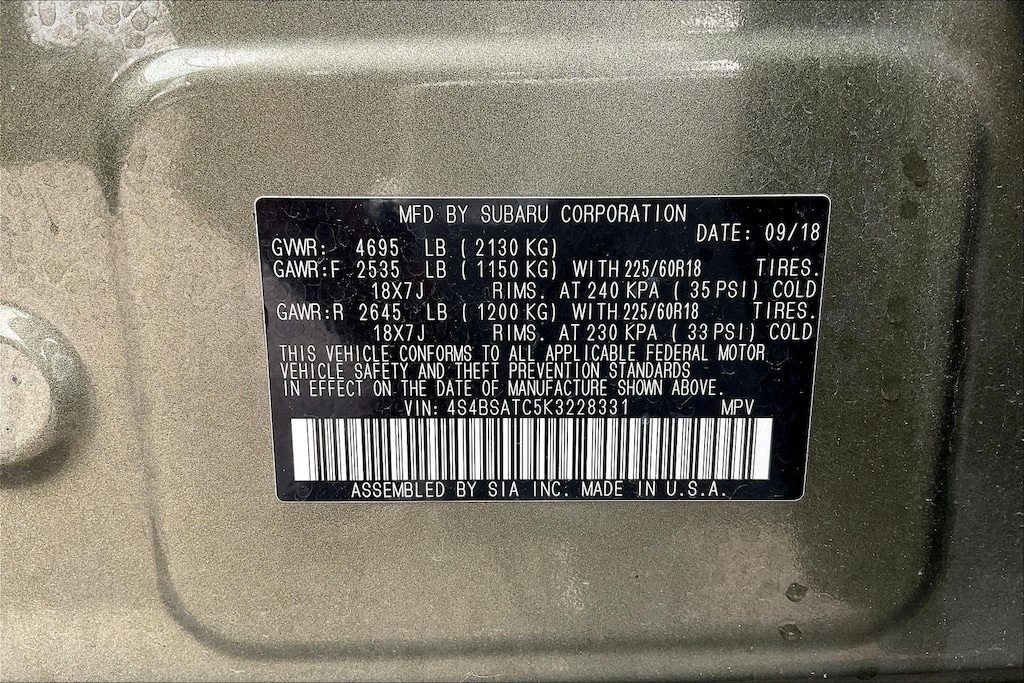 MFD BY SUBARU CORPORATION
DATE: 09/18
GVWR: 4695 LB ( 2130 KG)
GAWR:F 2535 LB ( 1150 KG) WITH 225/60R18 TIRES.
18X7J RIMS. AT 240 KPA ( 35 PSI) COLD
GAWR:R 2645 LB ( 1200 KG) WITH 225/60R18 TIRES.
18X7J RIMS. AT 230 KPA ( 33 PSI) COLD
THIS VEHICLE CONFORMS TO ALL APPLICABLE FEDERAL MOTOR
VEHICLE SAFETY AND THEFT PREVENTION STANDARDS
IN EFFECT ON THE DATE OF MANUFACTURE SHOWN ABOVE.
VIN: 4S4BSATC5K3228331 MPV
ASSEMBLED BY SIA INC. MADE IN U.S.A.